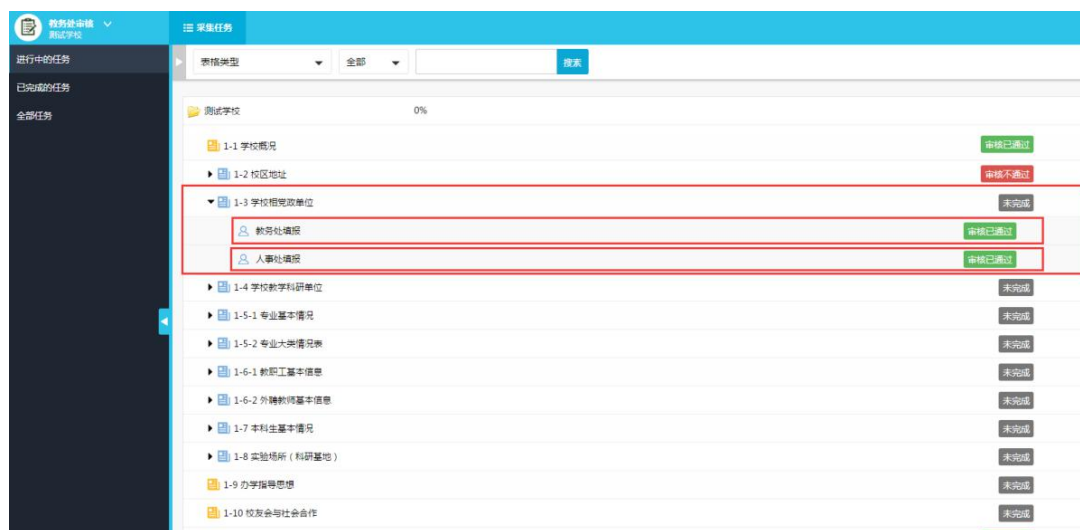 教务处审核
测试学校
采集任务
进行中的任务
已完成的任务
全部任务
表格类型 全部 搜索
测试学校 0%
1-1 学校概况 审核已通过
1-2 校区地址 审核不通过
1-3 学校相党政单位 未完成
教务处填报 审核已通过
人事处填报 审核已通过
1-4 学校教学科研单位 未完成
1-5-1 专业基本情况 未完成
1-5-2 专业大类情况表 未完成
1-6-1 教职工基本信息 未完成
1-6-2 外聘教师基本信息 未完成
1-7 本科生基本情况 未完成
1-8 实验场所（科研基地） 未完成
1-9 办学指导思想 未完成
1-10 校友会与社会合作 未完成